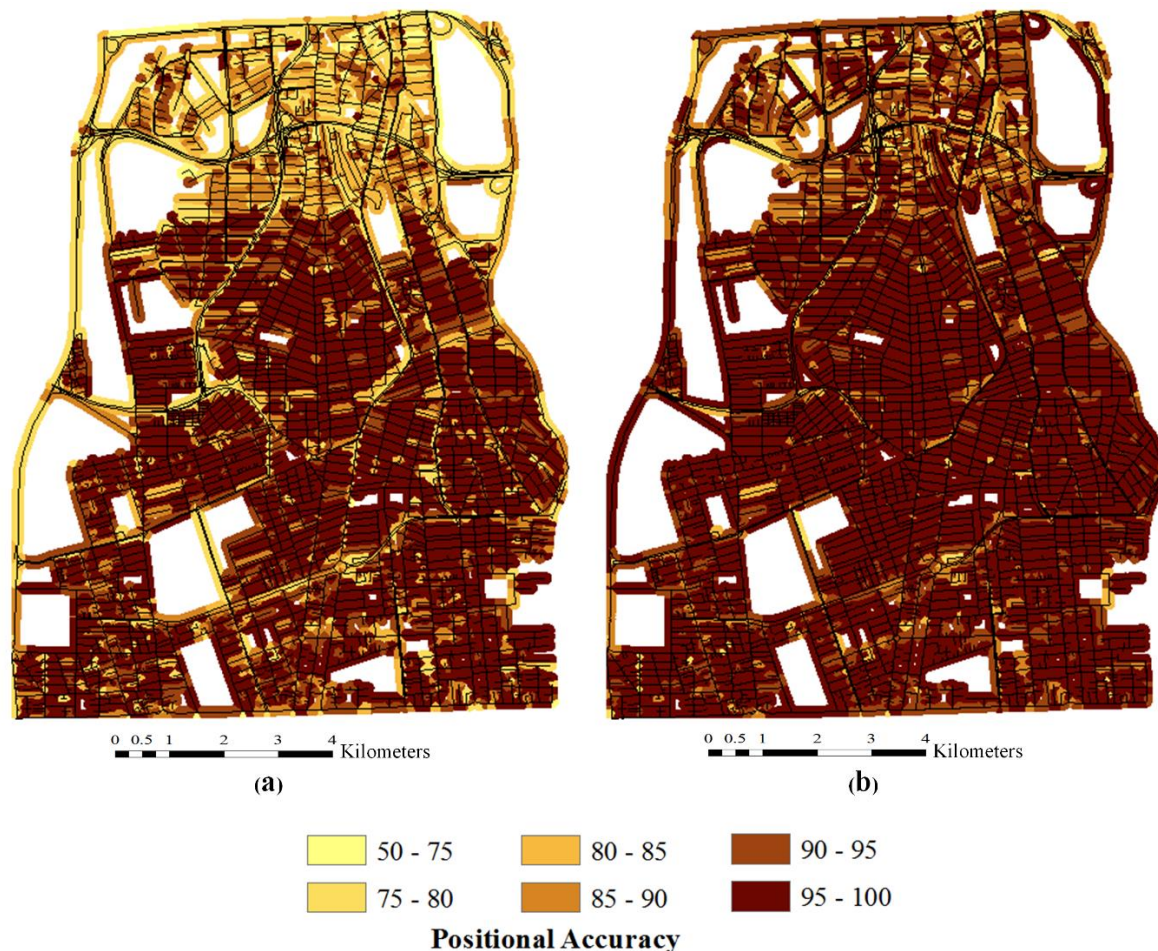 0 0.5 1 2 3 4
Kilometers
(a)
0 0.5 1 2 3 4
Kilometers
(b)
50 - 75
80 - 85
90 - 95
75 - 80
85 - 90
95 - 100
Positional Accuracy